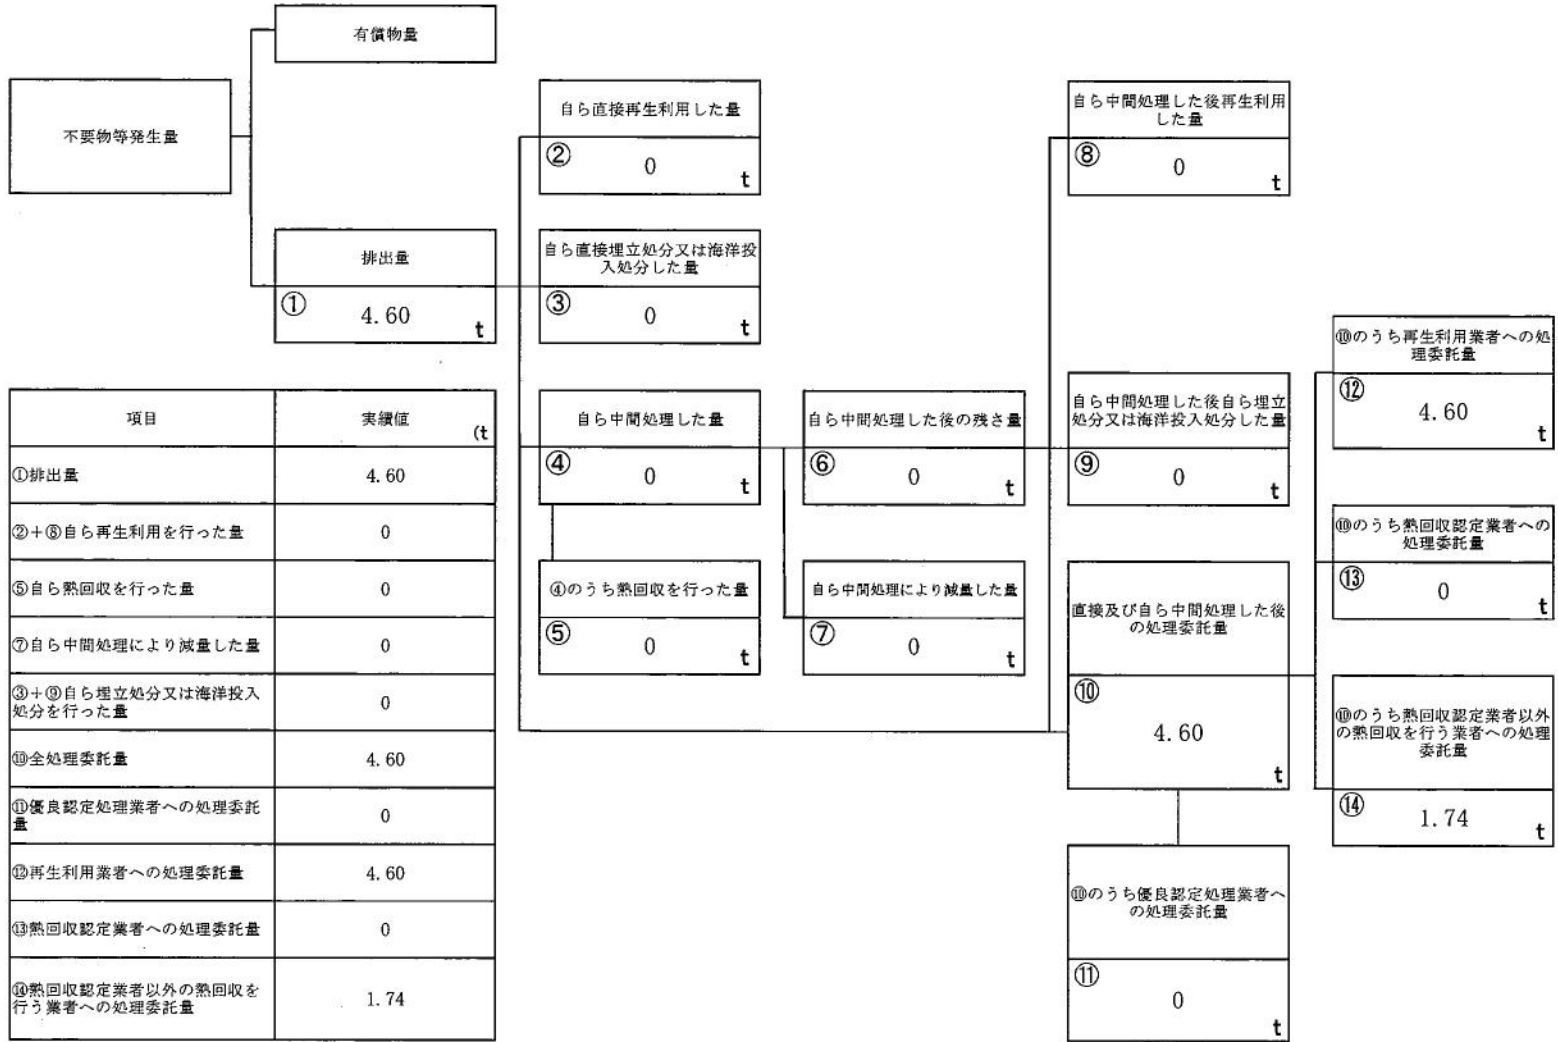 有償物量
不要物等発生量
排出量
① 4.60 t
自ら直接再生利用した量
② 0 t
自ら直接埋立処分又は海洋投
入処分した量
③ 0 t
自ら中間処理した量
④ 0 t
④のうち熱回収を行った量
⑤ 0 t
自ら中間処理した後の残さ量
⑥ 0 t
自ら中間処理により減量した量
⑦ 0 t
自ら中間処理した後再生利用
した量
⑧ 0 t
自ら中間処理した後自ら埋立
処分又は海洋投入処分した量
⑨ 0 t
直接及び自ら中間処理した後
の処理委託量
⑩
4.60
t
⑩のうち優良認定処理業者へ
の処理委託量
⑪
0
t
⑩のうち再生利用業者への処
理委託量
⑫ 4.60 t
⑩のうち熱回収認定業者への
処理委託量
⑬ 0 t
⑩のうち熱回収認定業者以外
の熱回収を行う業者への処理
委託量
⑭ 1.74 t
項目 実績値 (t
①排出量 4.60
②+⑧自ら再生利用を行った量 0
⑤自ら熱回収を行った量 0
⑦自ら中間処理により減量した量 0
③+⑨自ら埋立処分又は海洋投入
処分を行った量 0
⑩全処理委託量 4.60
⑪優良認定処理業者への処理委託
量 0
⑫再生利用業者への処理委託量 4.60
⑬熱回収認定業者への処理委託量 0
⑭熱回収認定業者以外の熱回収を
行う業者への処理委託量 1.74